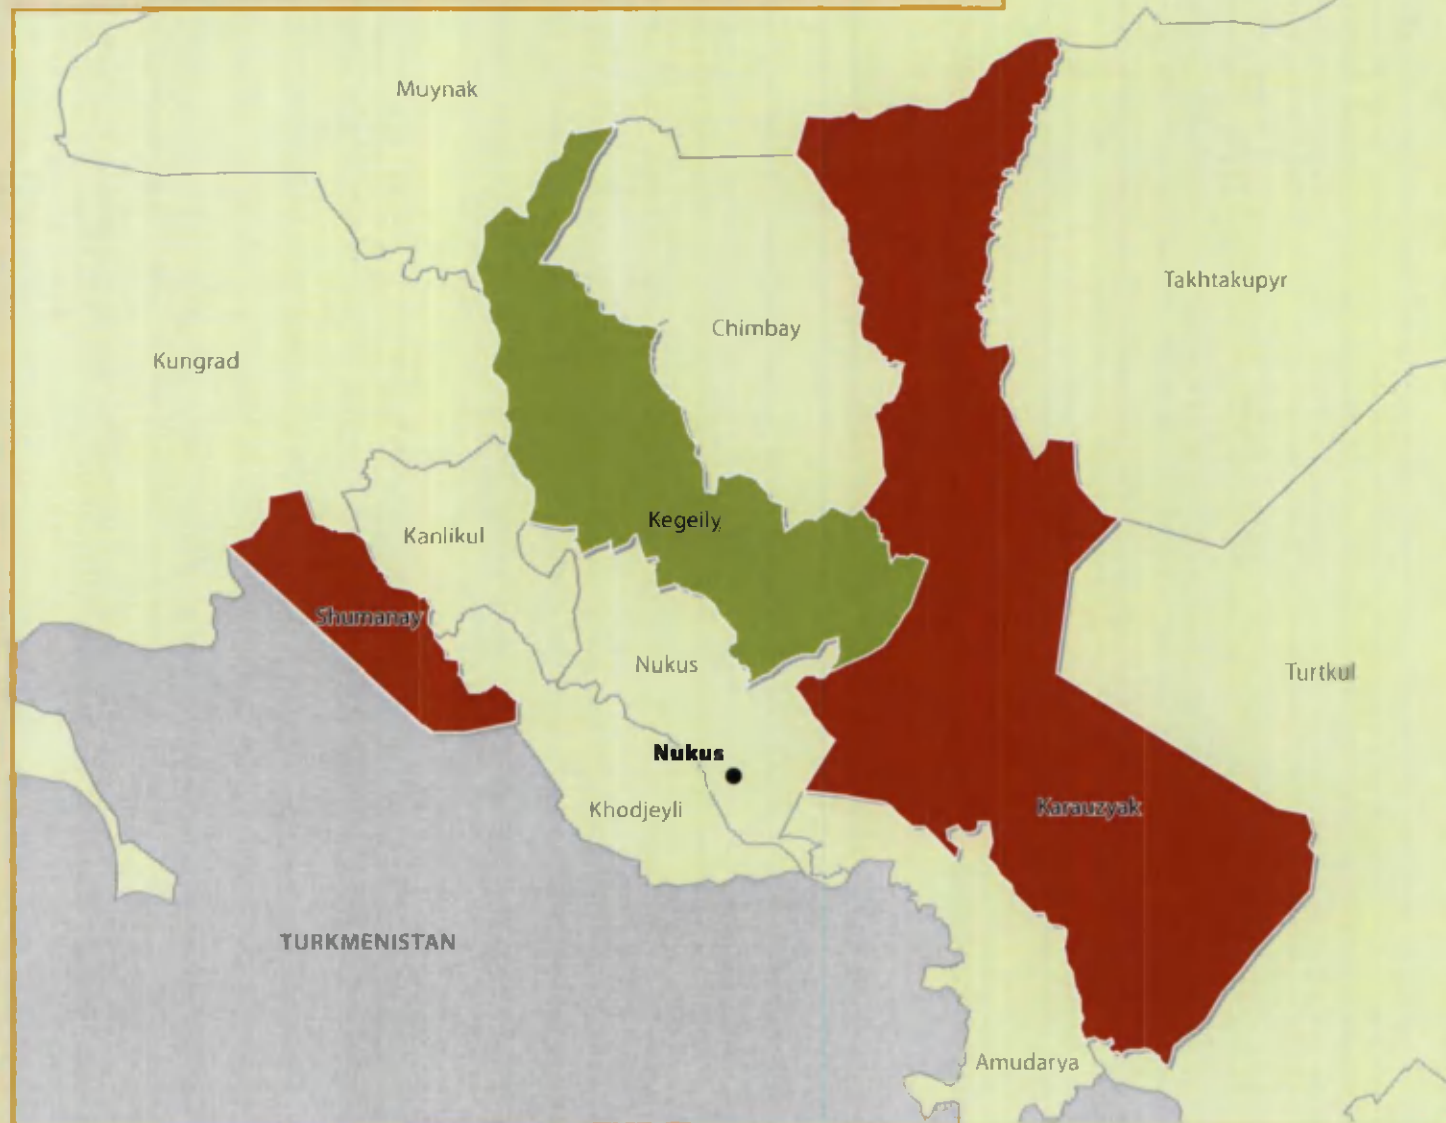 Muynak
Takhtakupyr
Chimbay
Kungrad
Kegeily
Kanlikul
Shumanay
Nukus
Turtkul
Nukus
Khodjeyli
Karauzyak
TURKMENISTAN
Amudarya